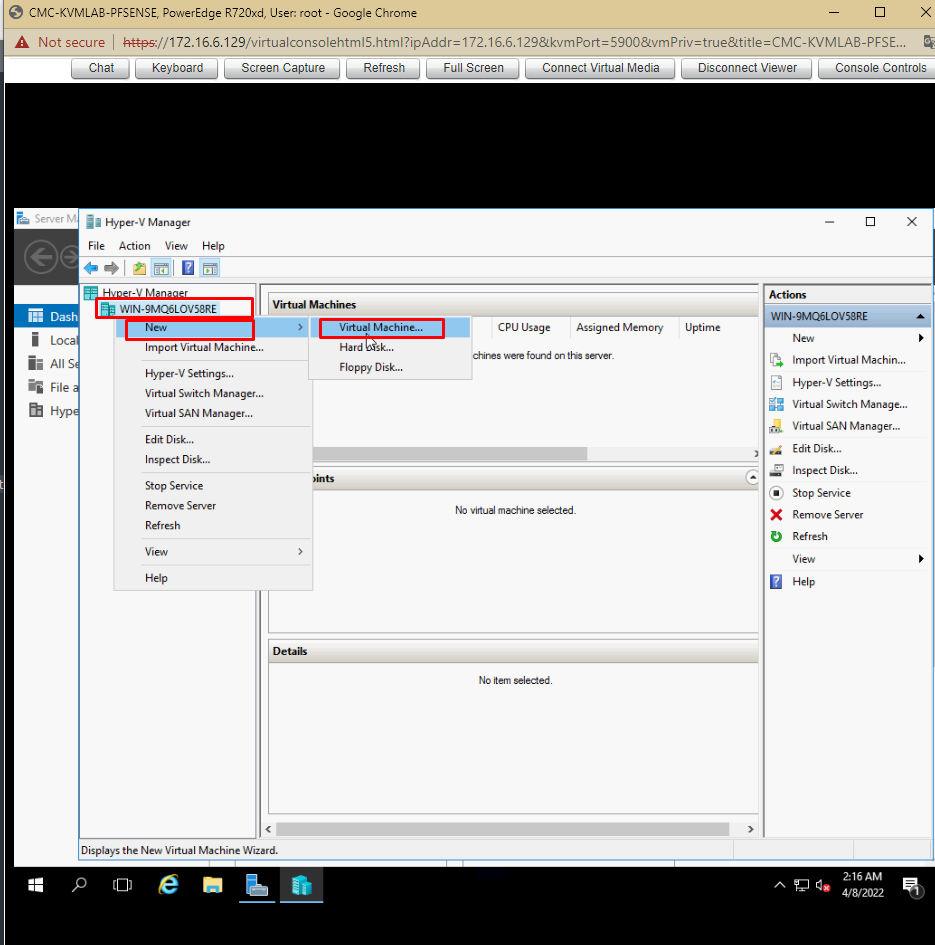 CMC-KVMLAB-PFSENSE, PowerEdge R720xd, User: root - Google Chrome
Not secure | https://172.16.6.129/virtualconsolehtml5.html?ipAddr=172.16.6.129&kvmPort=5900&vmPriv=true&title=CMC-KVMLAB-PFSE...
Chat Keyboard Screen Capture Refresh Full Screen Connect Virtual Media Disconnect Viewer Console Controls
Server Ma
Hyper-V Manager
File Action View Help
Hyper-V Manager
WIN-9MQ6LOV58RE
Dash
Local
All Se
File a
Hype
New
Import Virtual Machine...
Hyper-V Settings...
Virtual Switch Manager...
Virtual SAN Manager...
Edit Disk...
Inspect Disk...
Stop Service
Remove Server
Refresh
View
Help
Virtual Machine...
Hard Disk...
Floppy Disk...
Virtual Machines
CPU Usage Assigned Memory Uptime
chines were found on this server.
oints
No virtual machine selected.
Details
No item selected.
Actions
WIN-9MQ6LOV58RE
New
Import Virtual Machin...
Hyper-V Settings...
Virtual Switch Manage...
Virtual SAN Manager...
Edit Disk...
Inspect Disk...
Stop Service
Remove Server
Refresh
View
Help
Displays the New Virtual Machine Wizard.
2:16 AM
4/8/2022
1